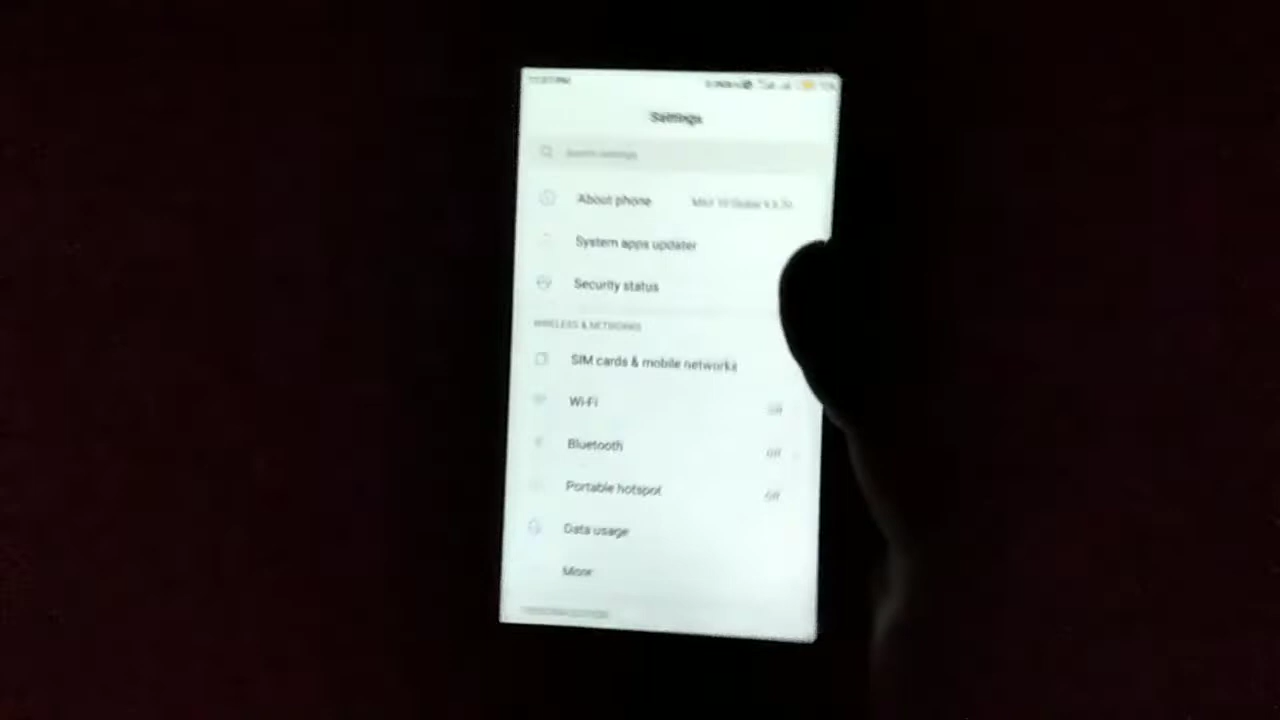 Settings
Search settings
About phone
System apps updater
Security status
WIRELESS & NETWORKS
SIM cards & mobile networks
Wi-Fi Off
Bluetooth Off
Portable hotspot Off
Data usage
More